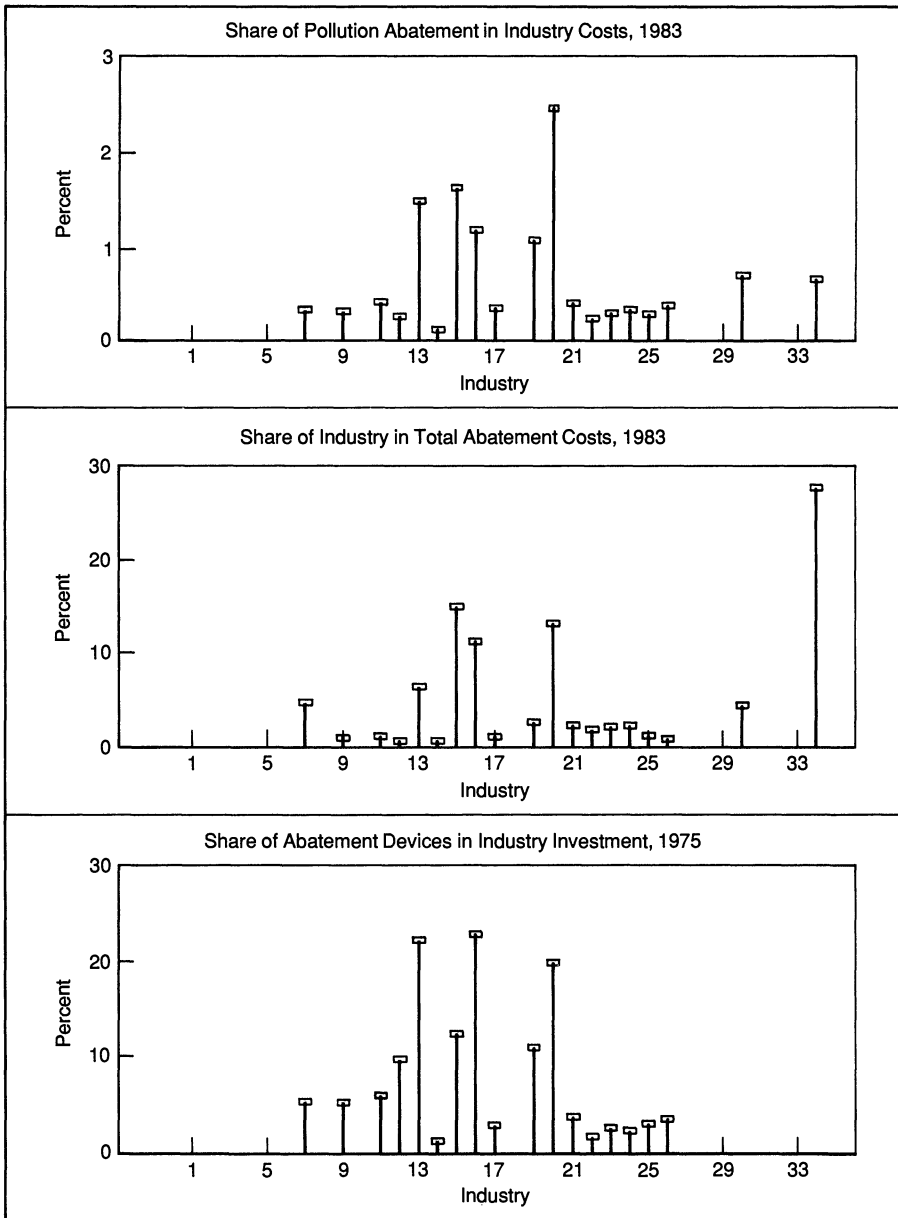 Share of Pollution Abatement in Industry Costs, 1983
3
2
1
0
Percent
1 5 9 13 17 21 25 29 33
Industry
Share of Industry in Total Abatement Costs, 1983
30
20
10
0
Percent
1 5 9 13 17 21 25 29 33
Industry
Share of Abatement Devices in Industry Investment, 1975
30
20
10
0
Percent
1 5 9 13 17 21 25 29 33
Industry